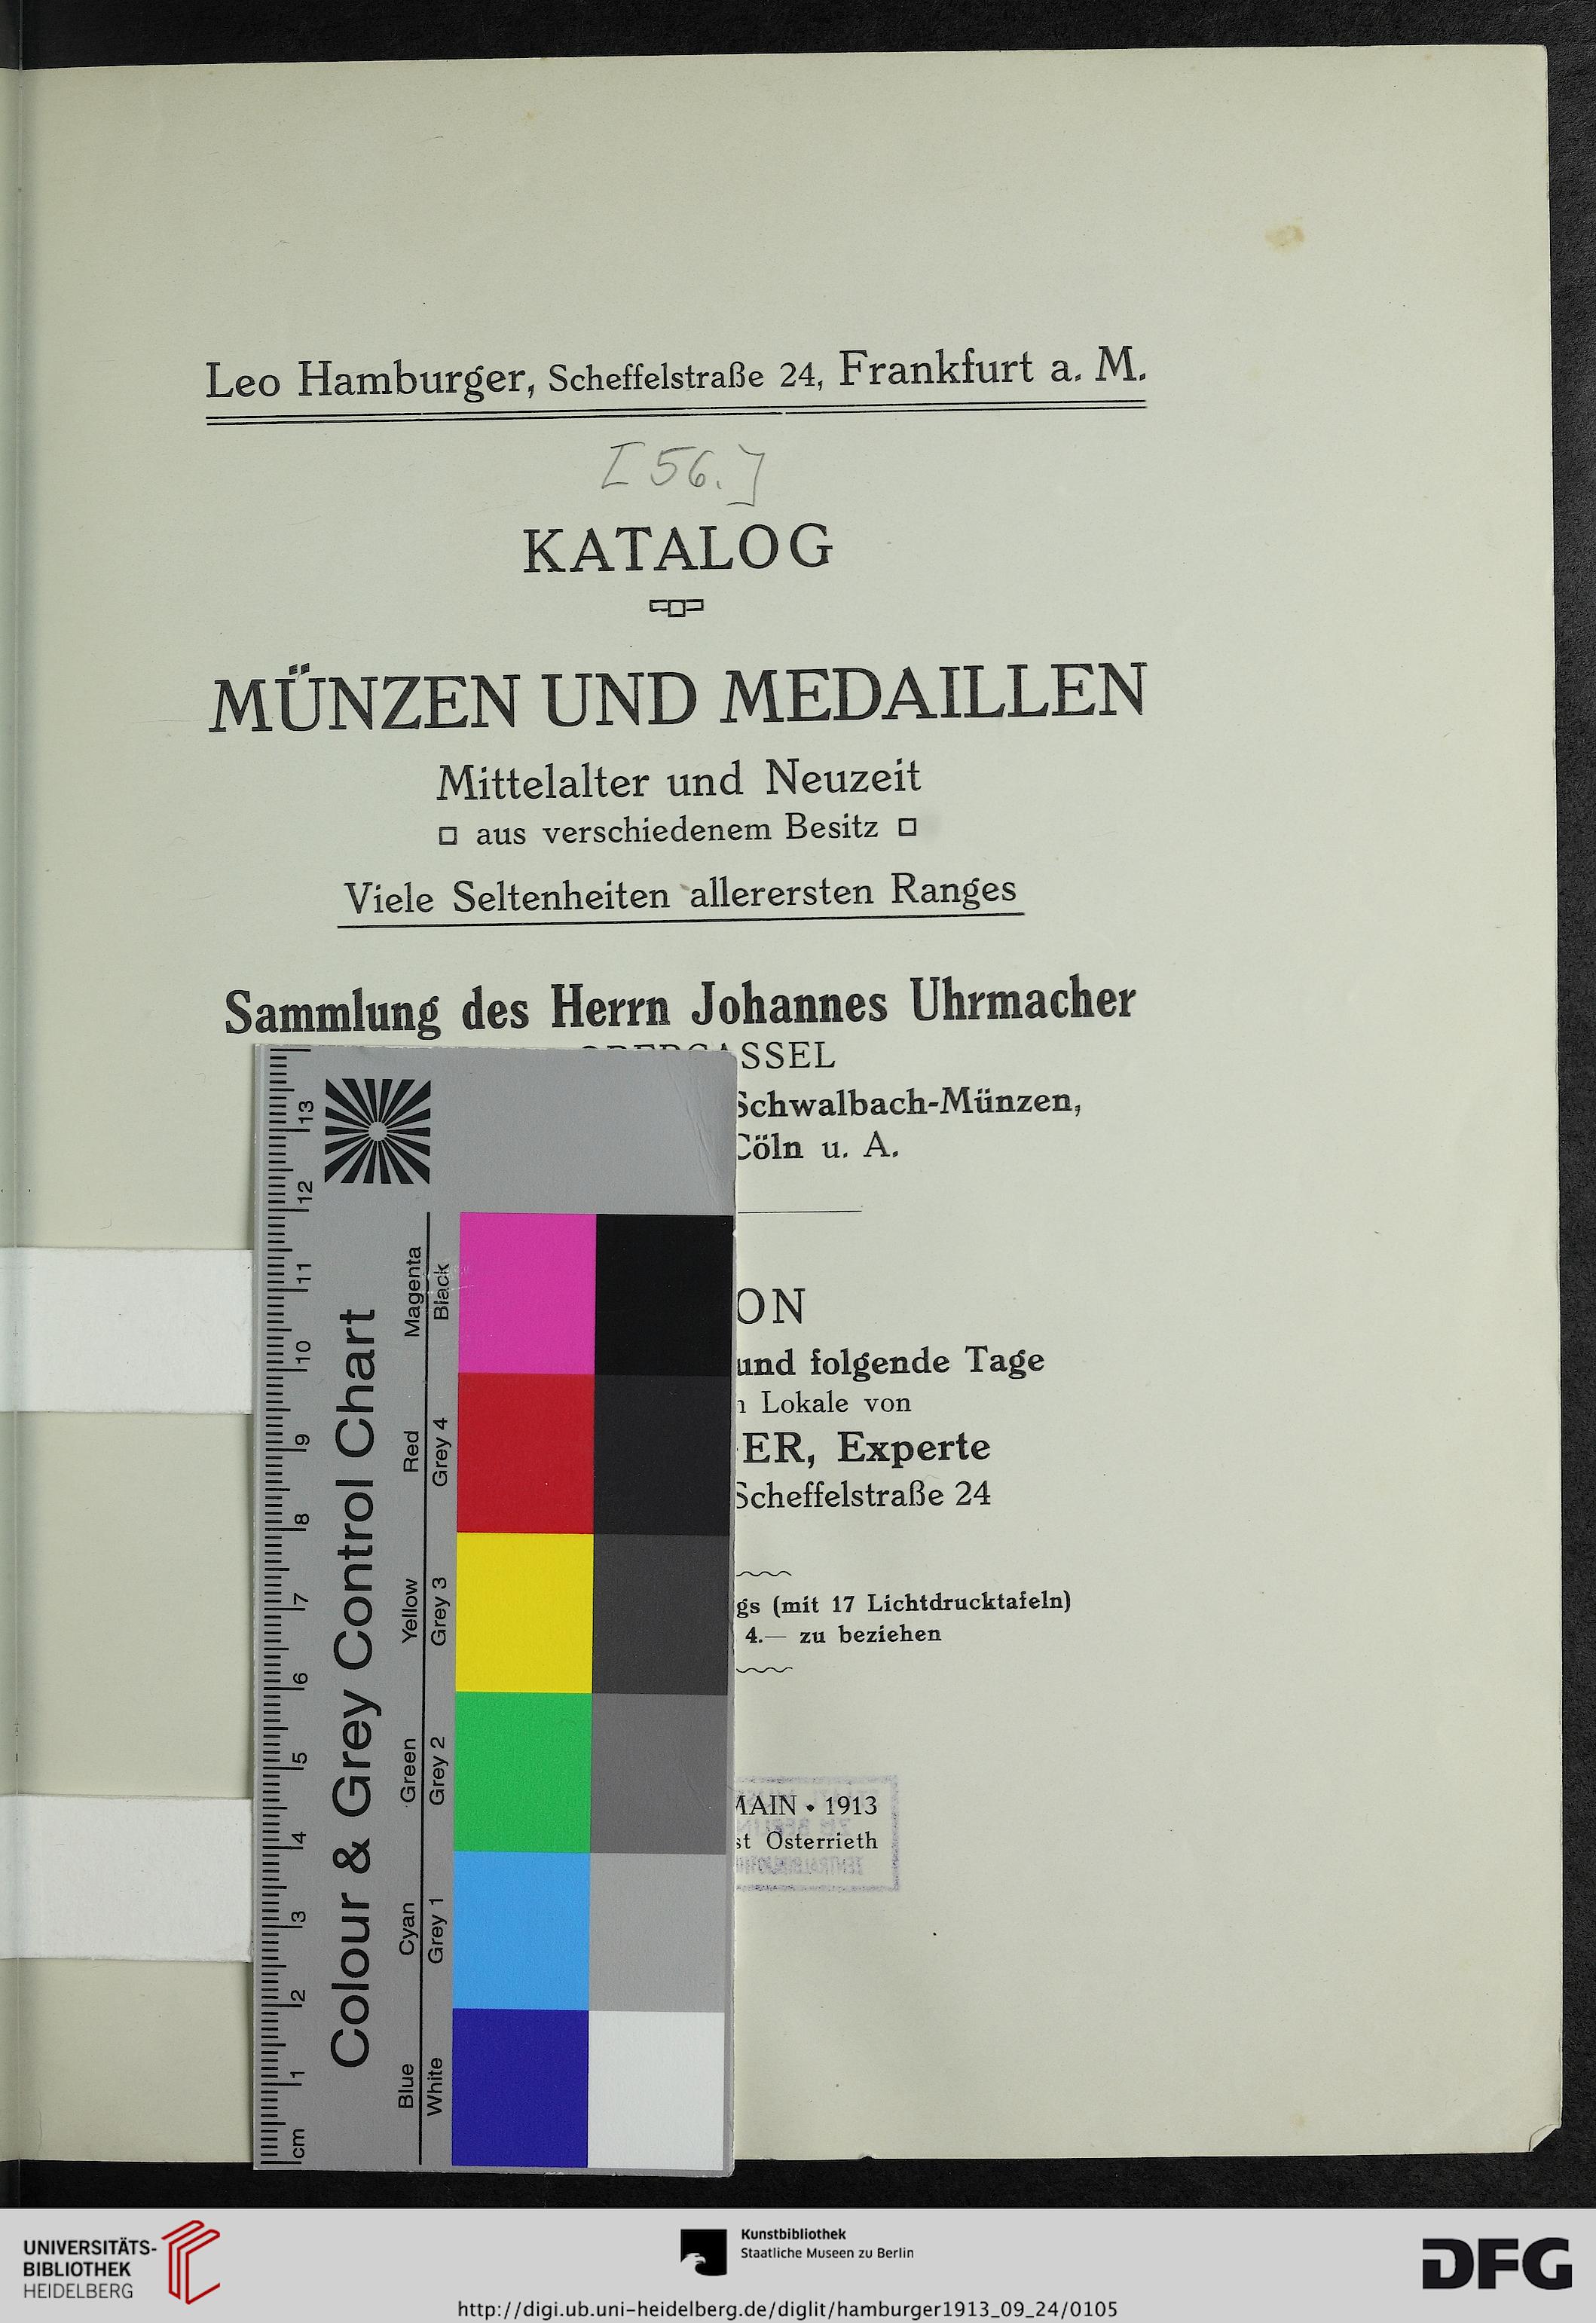 Leo Hamburger, Scheffelstraße 24, Frankfurt a. M.
[56.]
KATALOG
MÜNZEN UND MEDAILLEN
Mittelalter und Neuzeit
aus verschiedenem Besitz
Viele Seltenheiten allerersten Ranges
Sammlung des Herrn Johannes Uhrmacher
OBERCASSEL
Schwalbach-Münzen,
Cöln u. A.
ON
und folgende Tage
Lokale von
ER, Experte
Scheffelstraße 24
gs (mit 17 Lichtdrucktafeln)
4.— zu beziehen
MAIN • 1913
st Osterrieth
Colour & Grey Control Chart
Blue Cyan Green Yellow Red Magenta
White Grey 1 Grey 2 Grey 3 Grey 4 Black
cm 1 2 3 4 5 6 7 8 9 10 11 12 13
UNIVERSITÄTS-
BIBLIOTHEK
HEIDELBERG
Kunstbibliothek
Staatliche Museen zu Berlin
DFG
http://digi.ub.uni-heidelberg.de/diglit/hamburger1913_09_24/0105